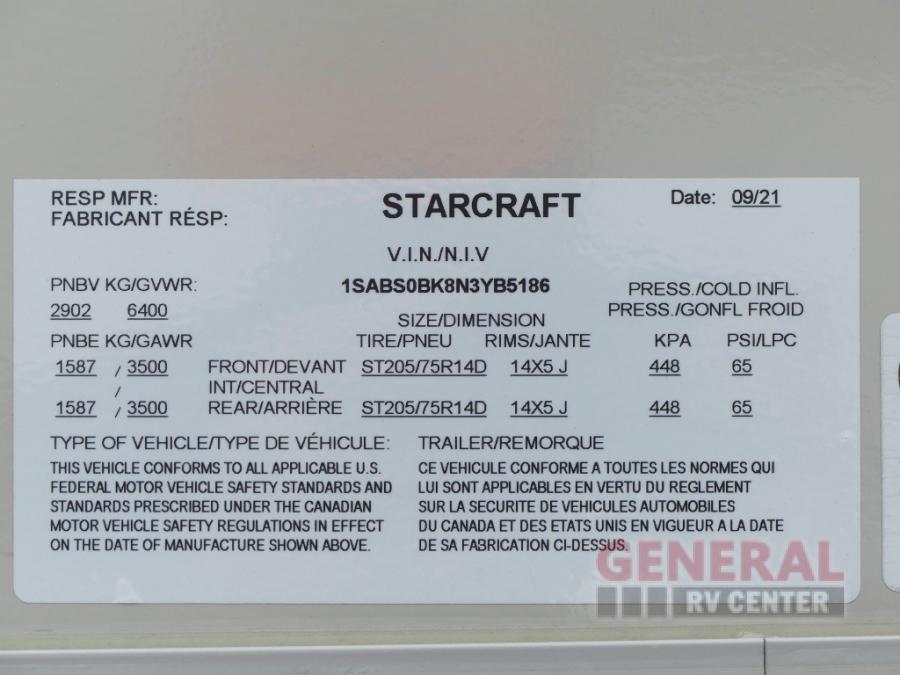 RESP MFR:
FABRICANT RÉSP:
STARCRAFT
Date: 09/21
V.I.N./N.I.V
PNBV KG/GVWR:
1SABS0BK8N3YB5186
PRESS./COLD INFL.
2902 6400
PRESS./GONFL FROID
SIZE/DIMENSION
PNBE KG/GAWR TIRE/PNEU RIMS/JANTE KPA PSI/LPC
1587 / 3500 FRONT/DEVANT ST205/75R14D 14X5 J 448 65
/ INT/CENTRAL
1587 / 3500 REAR/ARRIÈRE ST205/75R14D 14X5 J 448 65
TYPE OF VEHICLE/TYPE DE VÉHICULE: TRAILER/REMORQUE
THIS VEHICLE CONFORMS TO ALL APPLICABLE U.S.
FEDERAL MOTOR VEHICLE SAFETY STANDARDS AND
STANDARDS PRESCRIBED UNDER THE CANADIAN
MOTOR VEHICLE SAFETY REGULATIONS IN EFFECT
ON THE DATE OF MANUFACTURE SHOWN ABOVE.
CE VEHICULE CONFORME A TOUTES LES NORMES QUI
LUI SONT APPLICABLES EN VERTU DU REGLEMENT
SUR LA SECURITE DE VEHICULES AUTOMOBILES
DU CANADA ET DES ETATS UNIS EN VIGUEUR A LA DATE
DE SA FABRICATION CI-DESSUS.
GENERAL
RV CENTER